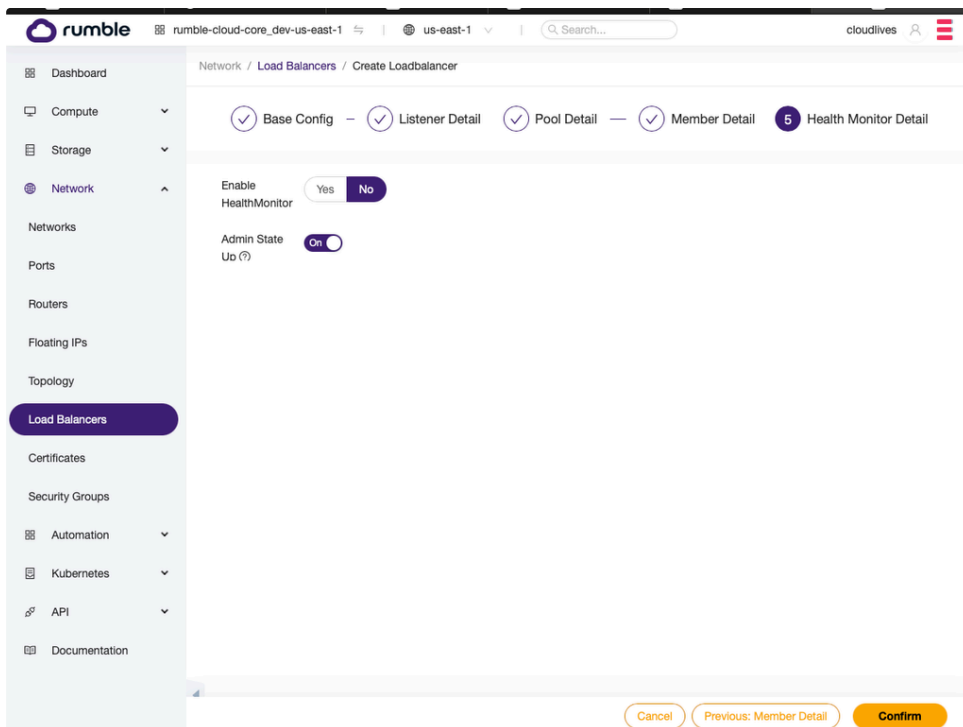 rumble
rumble-cloud-core_dev-us-east-1
us-east-1
Search...
cloudlives
Dashboard
Compute
Storage
Network
Networks
Ports
Routers
Floating IPs
Topology
Load Balancers
Certificates
Security Groups
Automation
Kubernetes
API
Documentation
Network / Load Balancers / Create Loadbalancer
Base Config
Listener Detail
Pool Detail
Member Detail
5 Health Monitor Detail
Enable
HealthMonitor
Yes No
Admin State
Up
On
Cancel
Previous: Member Detail
Confirm